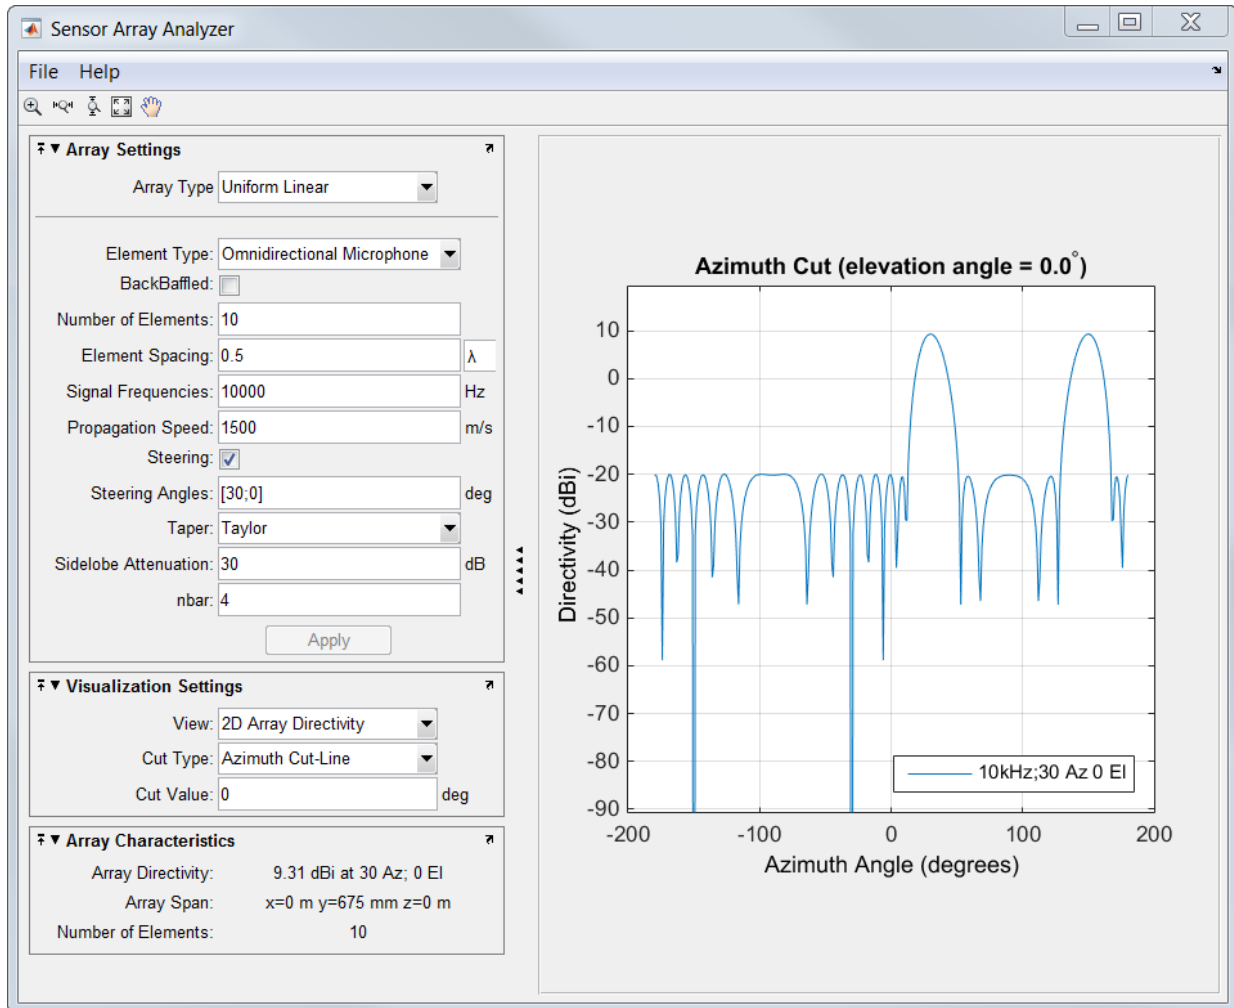 Sensor Array Analyzer
File Help
Array Settings
Array Type Uniform Linear
Element Type: Omnidirectional Microphone
BackBaffled:
Number of Elements: 10
Element Spacing: 0.5 λ
Signal Frequencies: 10000 Hz
Propagation Speed: 1500 m/s
Steering:
Steering Angles: [30;0] deg
Taper: Taylor
Sidelobe Attenuation: 30 dB
nbar: 4
Apply
Visualization Settings
View: 2D Array Directivity
Cut Type: Azimuth Cut-Line
Cut Value: 0 deg
Array Characteristics
Array Directivity: 9.31 dBi at 30 Az; 0 El
Array Span: x=0 m y=675 mm z=0 m
Number of Elements: 10
Azimuth Cut (elevation angle = 0.0°)
Directivity (dBi)
10
0
-10
-20
-30
-40
-50
-60
-70
-80
-90
10kHz;30 Az 0 El
-200 -100 0 100 200
Azimuth Angle (degrees)